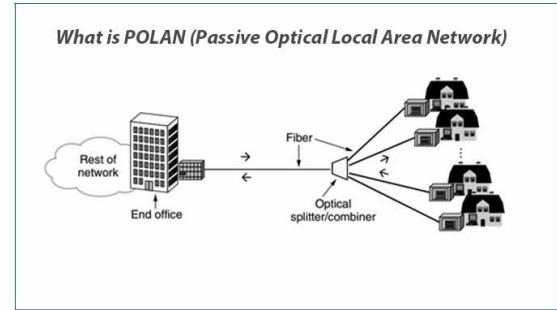 What is POLAN (Passive Optical Local Area Network)
Rest of
network
End office
Fiber
Optical
splitter/combiner